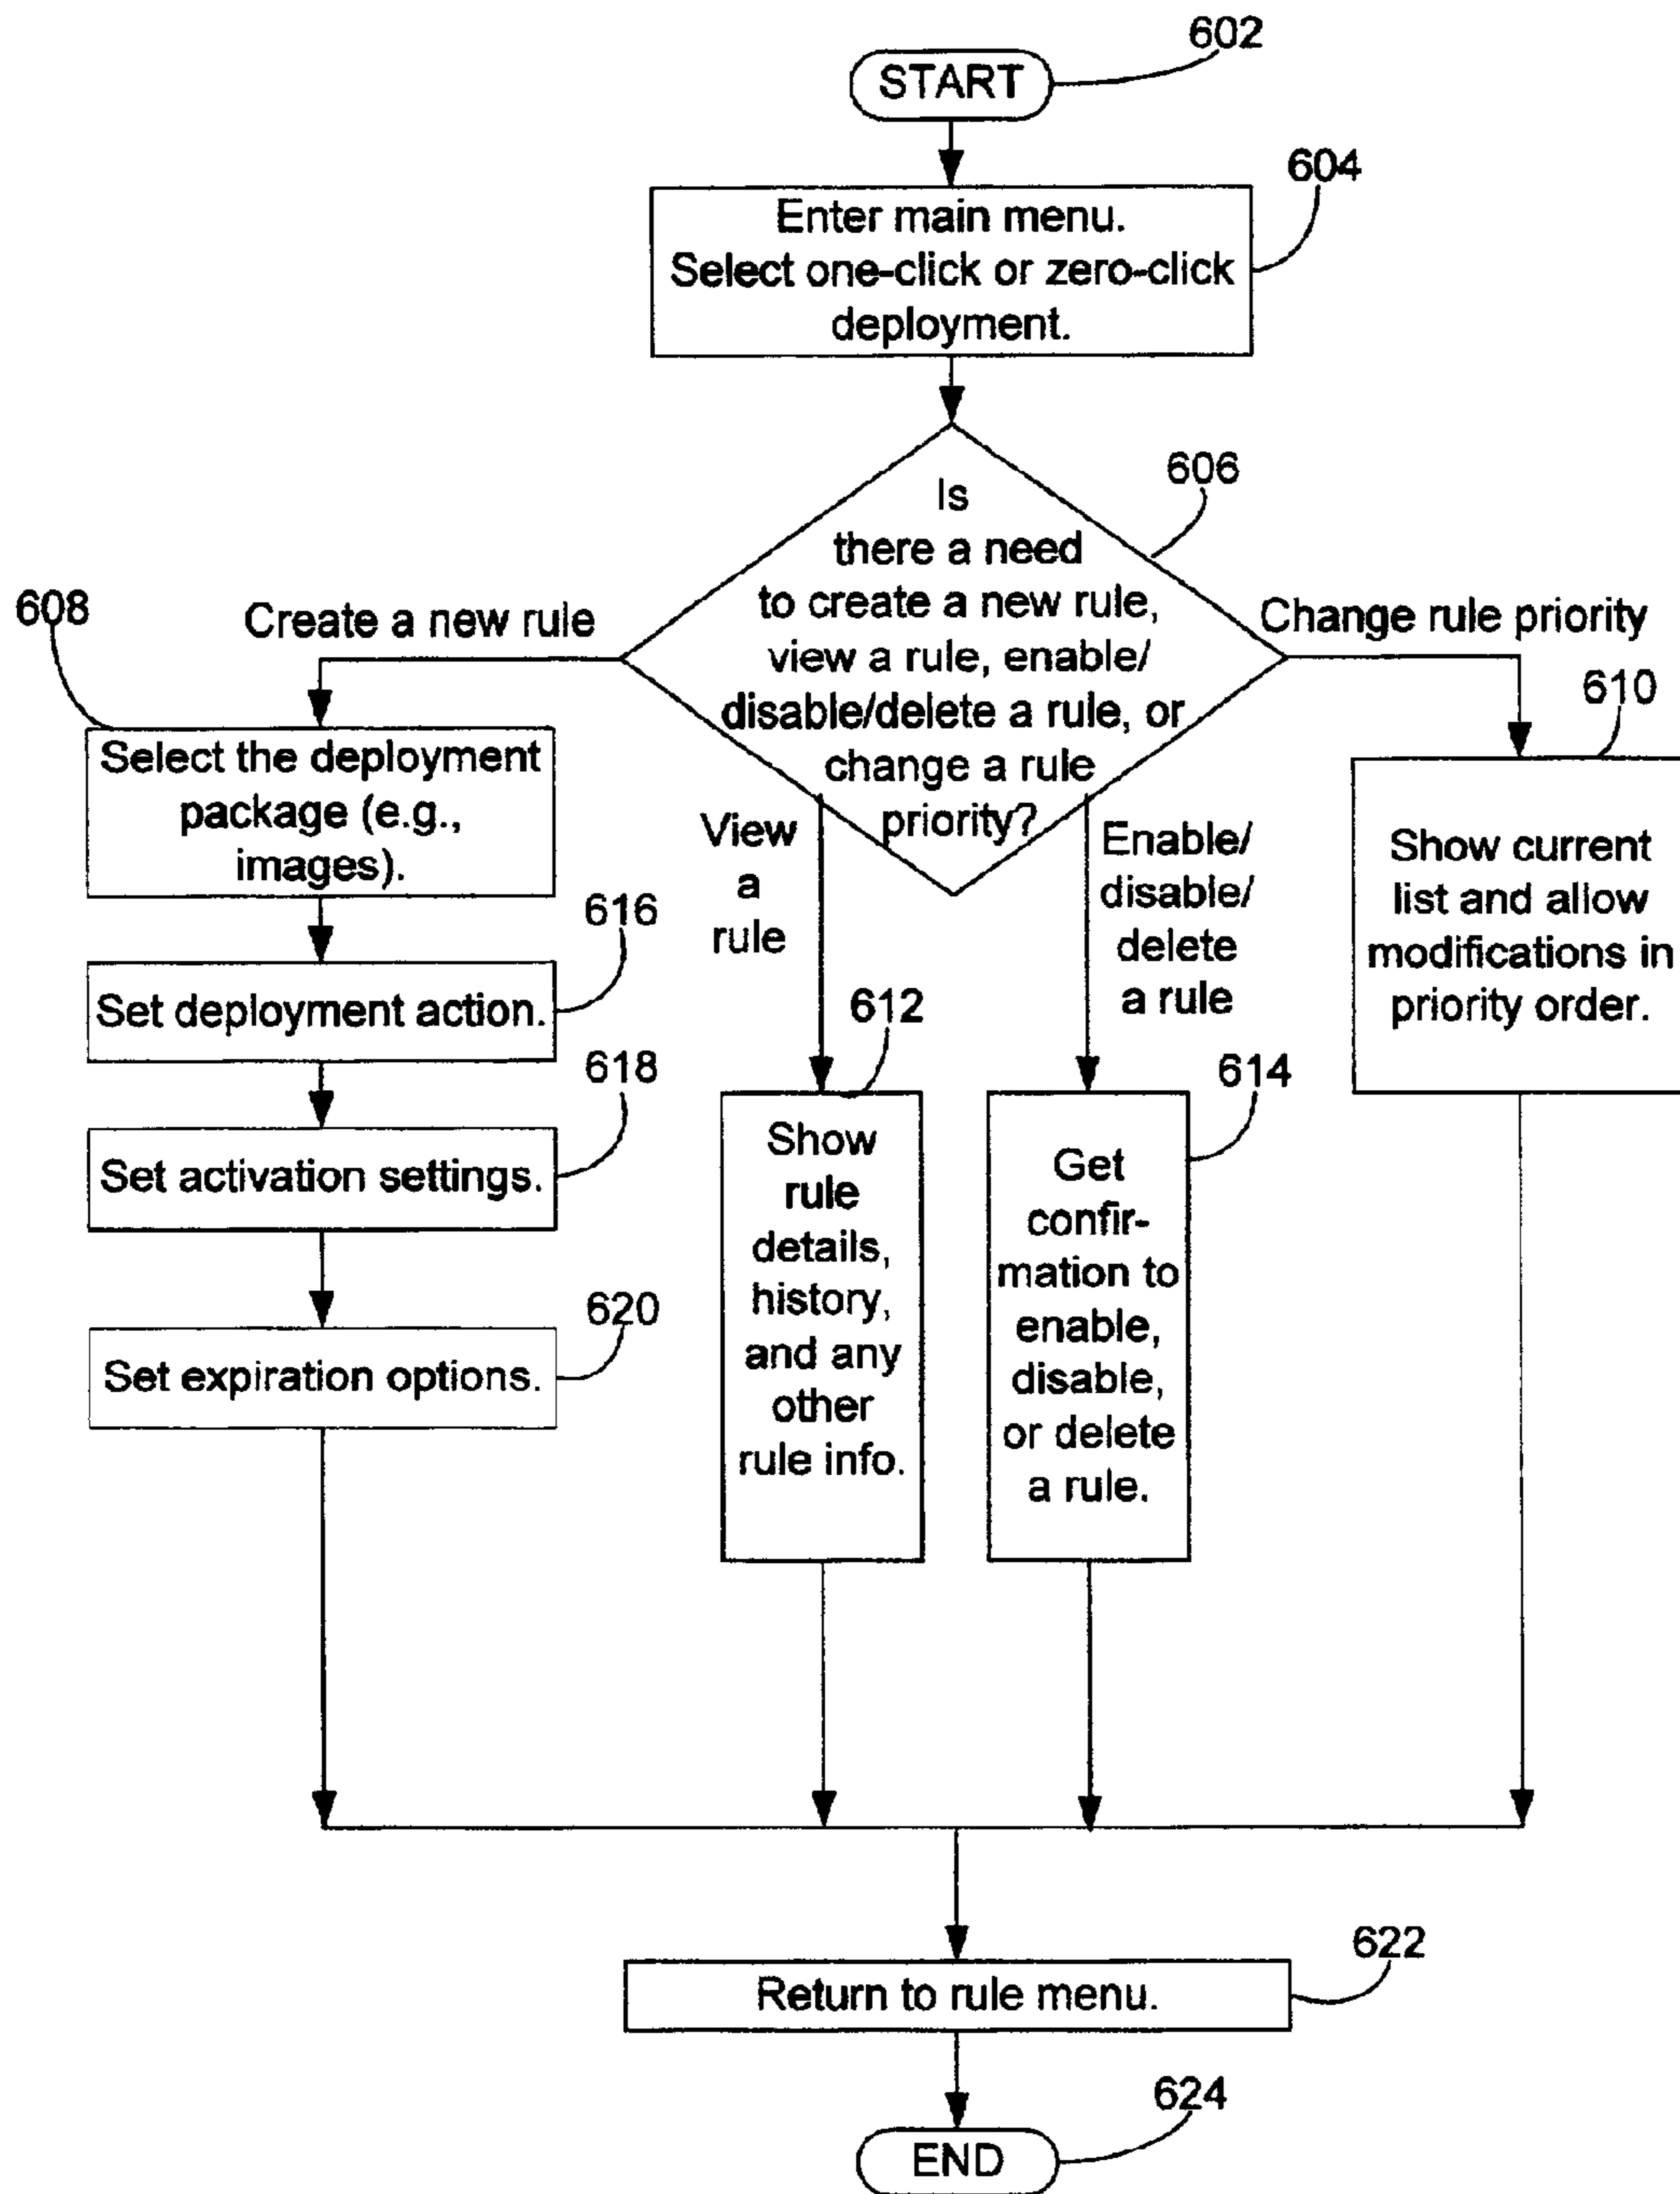 602
START
604
Enter main menu.
Select one-click or zero-click
deployment.
606
Is
there a need
to create a new rule,
view a rule, enable/
disable/delete a rule, or
change a rule
priority?
608
Create a new rule
Change rule priority
610
Select the deployment
package (e.g.,
images).
View
a
rule
Enable/
disable/
delete
a rule
Show current
list and allow
modifications in
priority order.
616
Set deployment action.
612
614
618
Set activation settings.
Show
rule
details,
history,
and any
other
rule info.
Get
confir-
mation to
enable,
disable,
or delete
a rule.
620
Set expiration options.
622
Return to rule menu.
624
END